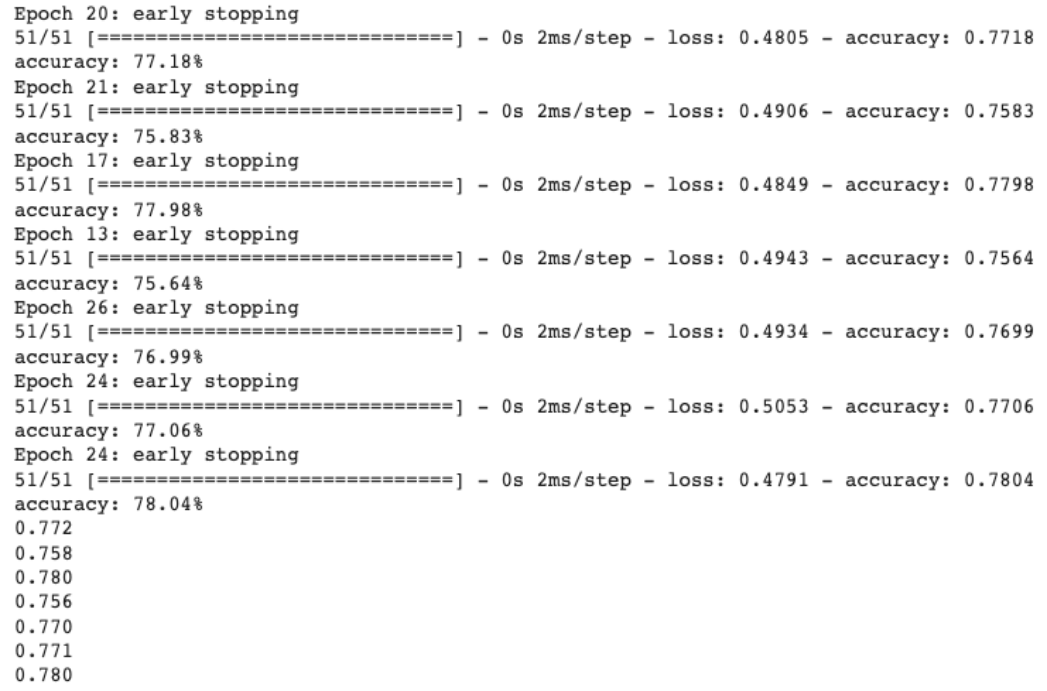 Epoch 20: early stopping
51/51 [==============================] - 0s 2ms/step - loss: 0.4805 - accuracy: 0.7718
accuracy: 77.18%
Epoch 21: early stopping
51/51 [==============================] - 0s 2ms/step - loss: 0.4906 - accuracy: 0.7583
accuracy: 75.83%
Epoch 17: early stopping
51/51 [==============================] - 0s 2ms/step - loss: 0.4849 - accuracy: 0.7798
accuracy: 77.98%
Epoch 13: early stopping
51/51 [==============================] - 0s 2ms/step - loss: 0.4943 - accuracy: 0.7564
accuracy: 75.64%
Epoch 26: early stopping
51/51 [==============================] - 0s 2ms/step - loss: 0.4934 - accuracy: 0.7699
accuracy: 76.99%
Epoch 24: early stopping
51/51 [==============================] - 0s 2ms/step - loss: 0.5053 - accuracy: 0.7706
accuracy: 77.06%
Epoch 24: early stopping
51/51 [==============================] - 0s 2ms/step - loss: 0.4791 - accuracy: 0.7804
accuracy: 78.04%
0.772
0.758
0.780
0.756
0.770
0.771
0.780